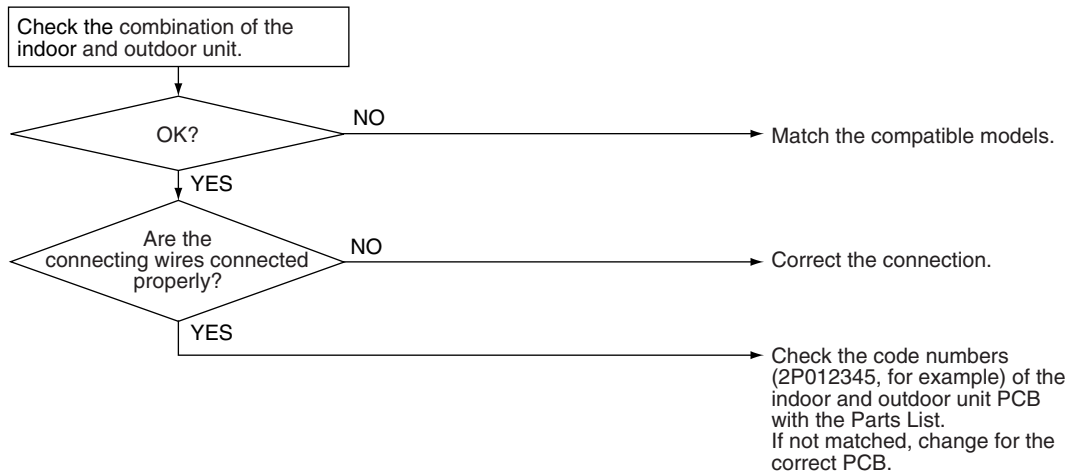 Check the combination of the
indoor and outdoor unit.
OK?
NO
Match the compatible models.
YES
Are the
connecting wires connected
properly?
NO
Correct the connection.
YES
Check the code numbers
(2P012345, for example) of the
indoor and outdoor unit PCB
with the Parts List.
If not matched, change for the
correct PCB.